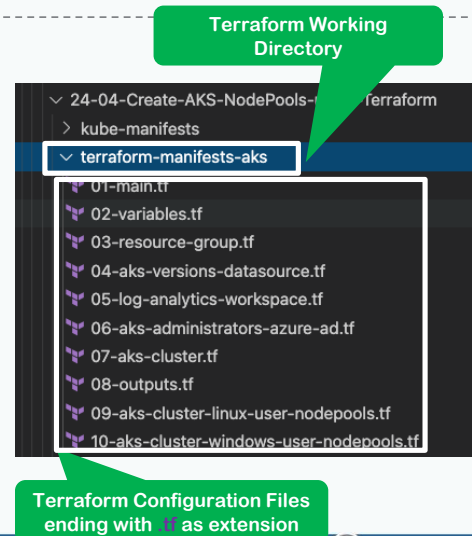 Terraform Working
Directory
24-04-Create-AKS-NodePools- Terraform
kube-manifests
terraform-manifests-aks
01-main.tf
02-variables.tf
03-resource-group.tf
04-aks-versions-datasource.tf
05-log-analytics-workspace.tf
06-aks-administrators-azure-ad.tf
07-aks-cluster.tf
08-outputs.tf
09-aks-cluster-linux-user-nodepools.tf
10-aks-cluster-windows-user-nodepools.tf
Terraform Configuration Files
ending with .tf as extension